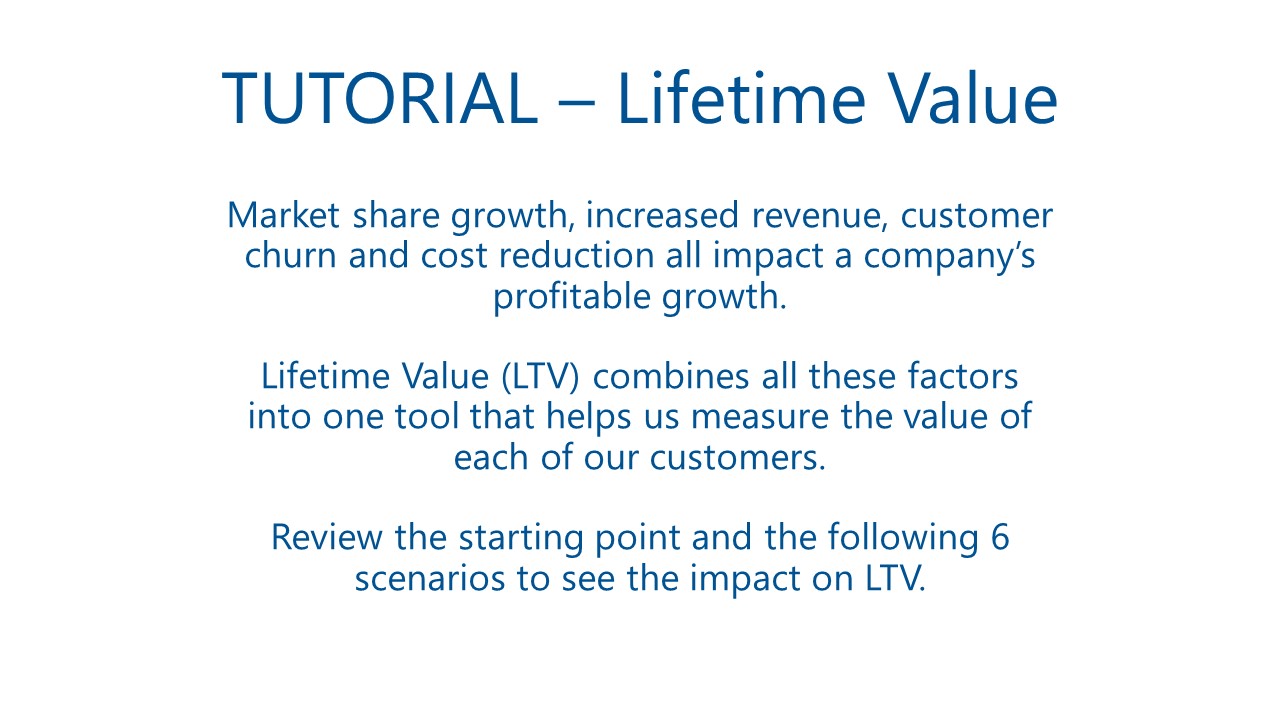 TUTORIAL – Lifetime Value
Market share growth, increased revenue, customer
churn and cost reduction all impact a company’s
profitable growth.
Lifetime Value (LTV) combines all these factors
into one tool that helps us measure the value of
each of our customers.
Review the starting point and the following 6
scenarios to see the impact on LTV.